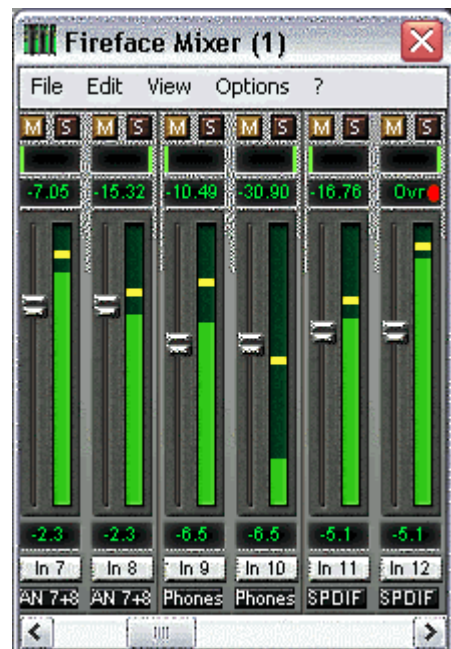 Fireface Mixer (1)
File Edit View Options ?
M S M S M S M S M S M S
-7.05 -15.32 -10.49 -30.90 -16.76 Ovr
-2.3 -2.3 -6.5 -6.5 -5.1 -5.1
In 7 In 8 In 9 In 10 In 11 In 12
AN 7+8 AN 7+8 Phones Phones SPDIF SPDIF